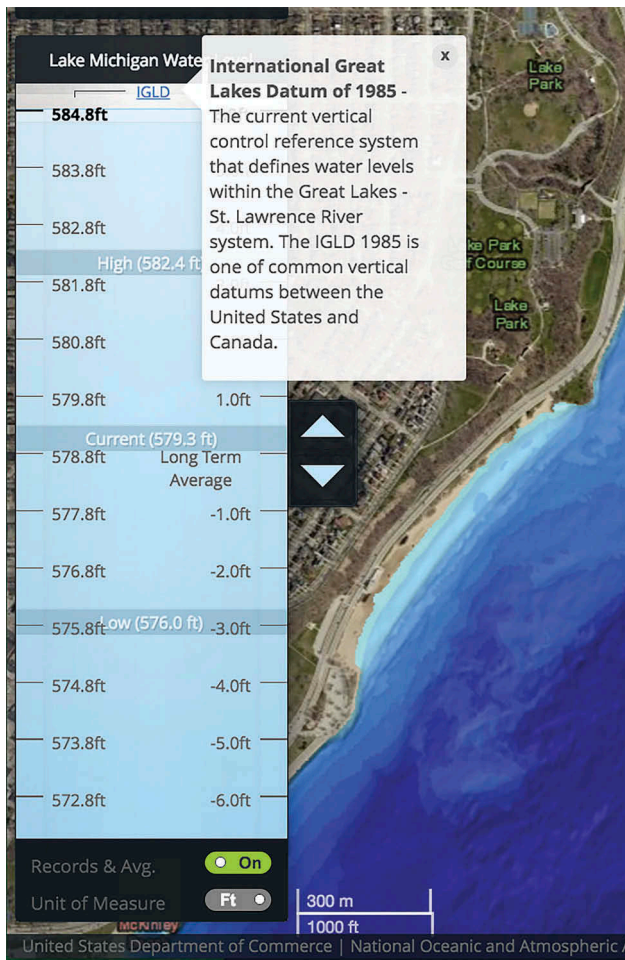 Lake Michigan Wate
IGLD
584.8ft
583.8ft
582.8ft
High (582.4 ft)
581.8ft
580.8ft
579.8ft 1.0ft
Current (579.3 ft)
578.8ft Long Term
Average
577.8ft -1.0ft
576.8ft -2.0ft
Low (576.0 ft)
575.8ft -3.0ft
574.8ft -4.0ft
573.8ft -5.0ft
572.8ft -6.0ft
Records & Avg. On
Unit of Measure Ft
x
International Great
Lakes Datum of 1985 -
The current vertical
control reference system
that defines water levels
within the Great Lakes -
St. Lawrence River
system. The IGLD 1985 is
one of common vertical
datums between the
United States and
Canada.
Lake
Park
ke Park
f Course
Lake
Park
McKinley
300 m
1000 ft
United States Department of Commerce | National Oceanic and Atmospheric A